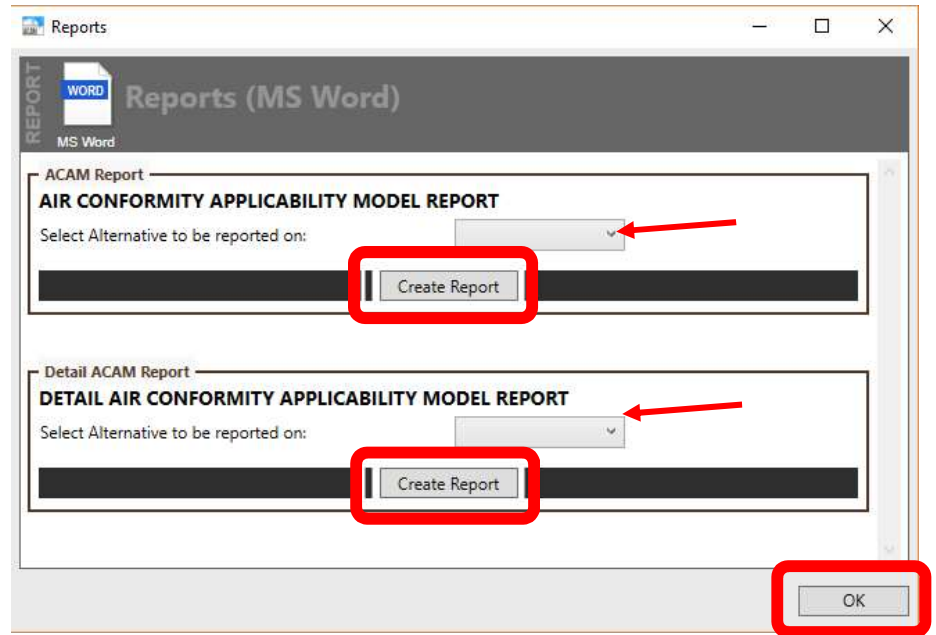 Reports
REPORT
WORD
Reports (MS Word)
MS Word
ACAM Report
AIR CONFORMITY APPLICABILITY MODEL REPORT
Select Alternative to be reported on:
Create Report
Detail ACAM Report
DETAIL AIR CONFORMITY APPLICABILITY MODEL REPORT
Select Alternative to be reported on:
Create Report
OK